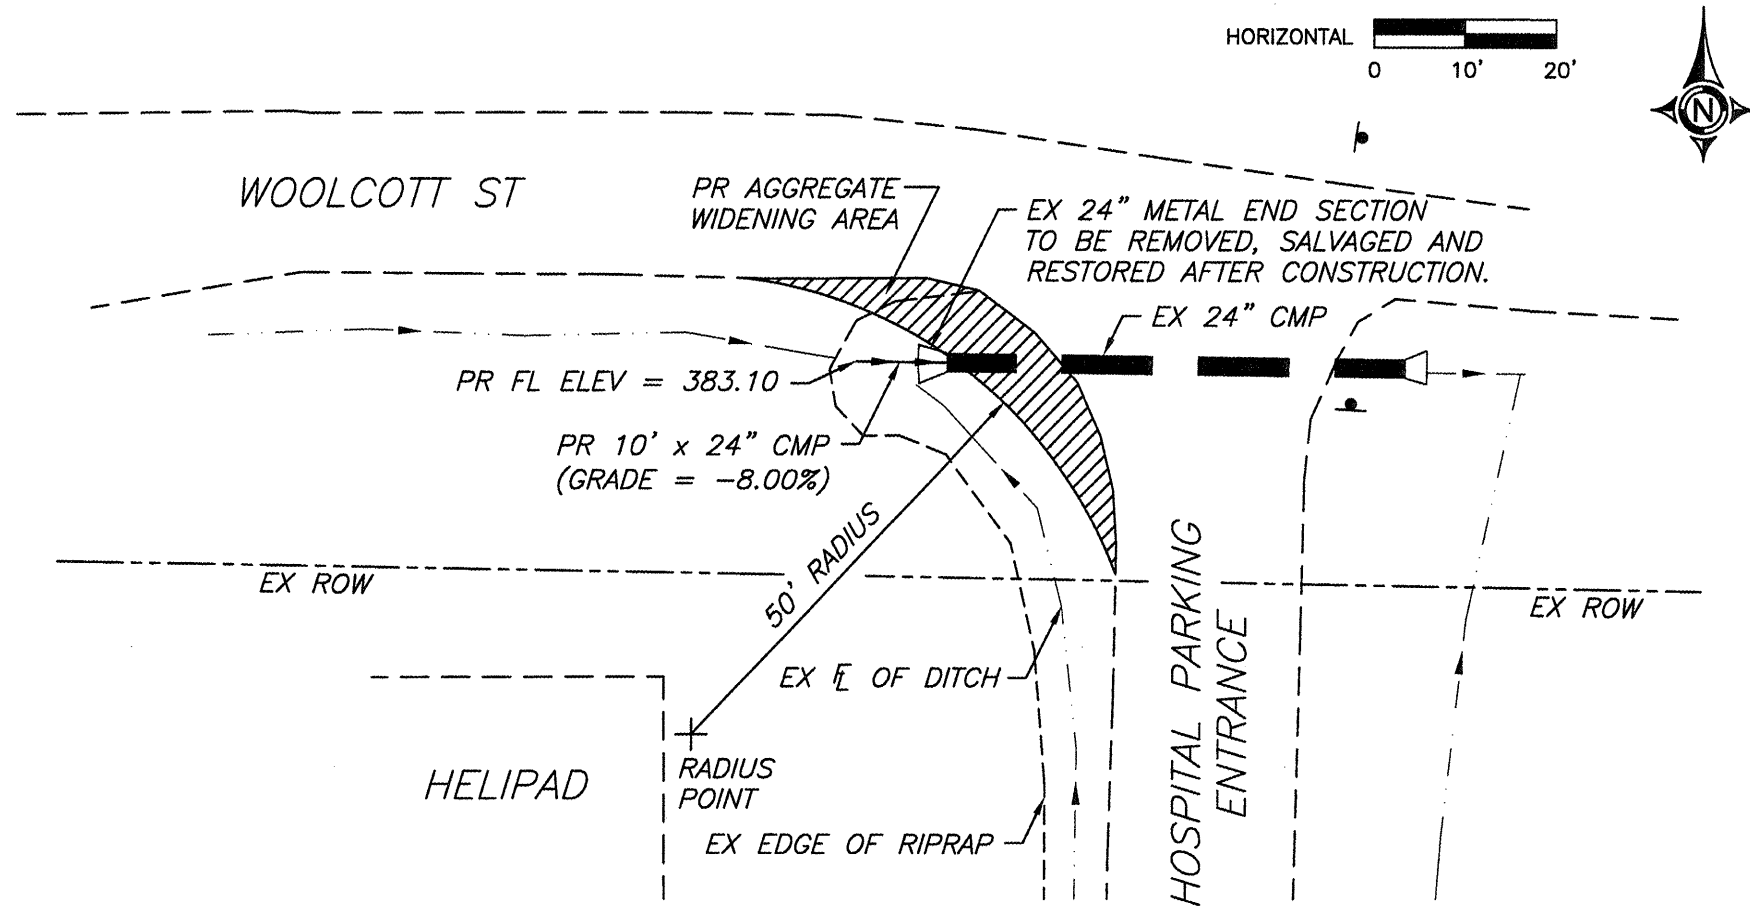 HORIZONTAL
0 10' 20'
N
WOOLCOTT ST
PR AGGREGATE
WIDENING AREA
EX 24" METAL END SECTION
TO BE REMOVED, SALVAGED AND
RESTORED AFTER CONSTRUCTION.
EX 24" CMP
PR FL ELEV = 383.10
PR 10' x 24" CMP
(GRADE = -8.00%)
50' RADIUS
EX ROW
EX ROW
EX FL OF DITCH
HOSPITAL PARKING
ENTRANCE
HELIPAD
RADIUS
POINT
EX EDGE OF RIPRAP